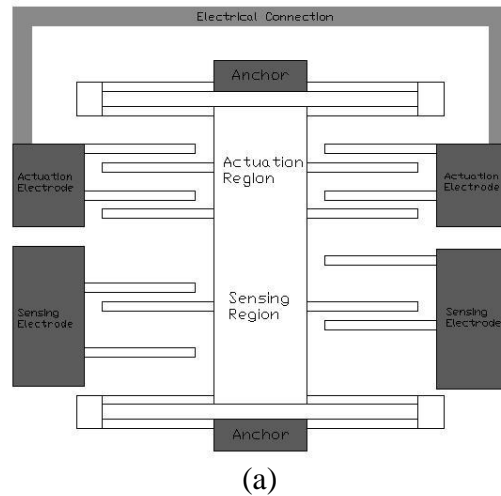 Electrical Connection
Anchor
Actuation
Electrode
Actuation
Region
Actuation
Electrode
Sensing
Electrode
Sensing
Region
Sensing
Electrode
Anchor
(a)